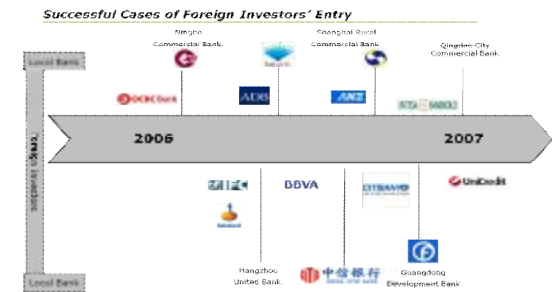 Successful Cases of Foreign Investors' Entry
Ningbo
Commercial Bank
Shanghai Rural
Commercial Bank
Qingdao City
Commercial Bank
Local Bank
OCBC Bank
ADB
ANZ
Foreign Investors
2006
2007
BBVA
CITIBANK
UniCredit
Hangzhou
United Bank
中信银行
Guangdong
Development Bank
Local Bank